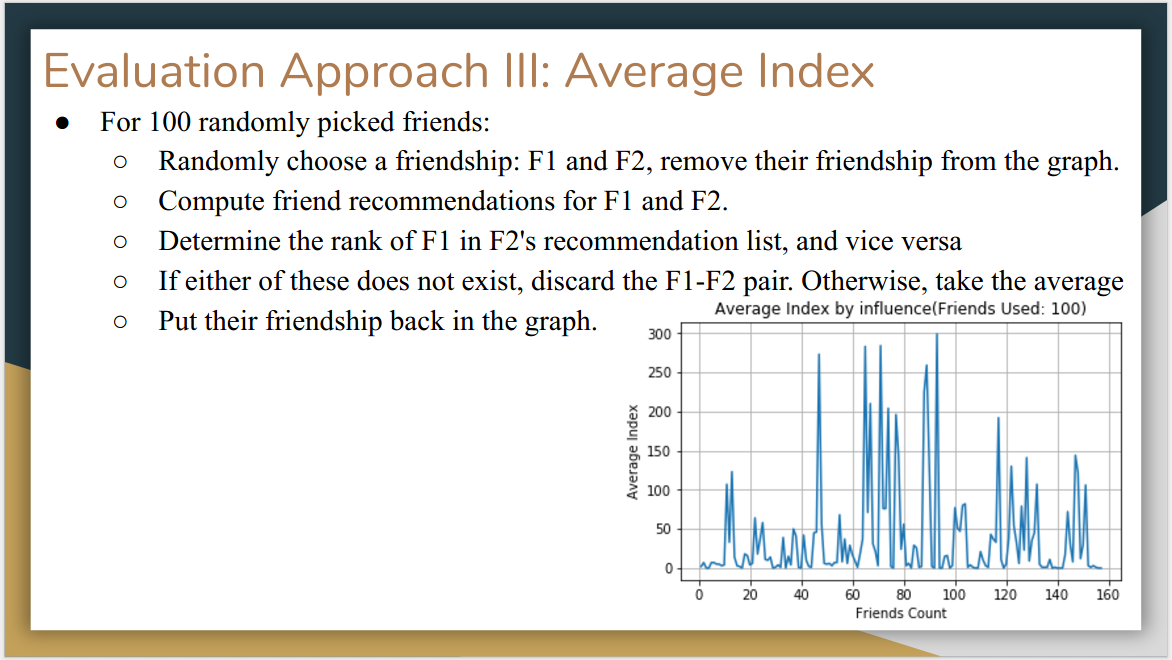 Evaluation Approach III: Average Index
● For 100 randomly picked friends:
○ Randomly choose a friendship: F1 and F2, remove their friendship from the graph.
○ Compute friend recommendations for F1 and F2.
○ Determine the rank of F1 in F2's recommendation list, and vice versa
○ If either of these does not exist, discard the F1-F2 pair. Otherwise, take the average
○ Put their friendship back in the graph.
Average Index by influence(Friends Used: 100)
300
250
200
150
100
50
0
Average Index
0 20 40 60 80 100 120 140 160
Friends Count